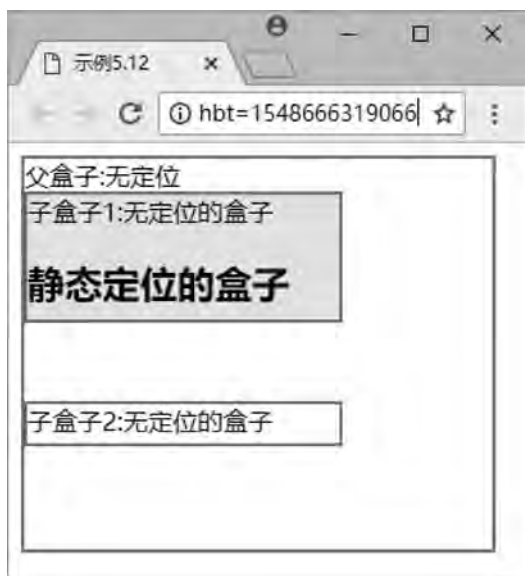 示例5.12
hbt=1548666319066
父盒子:无定位
子盒子1:无定位的盒子
静态定位的盒子
子盒子2:无定位的盒子